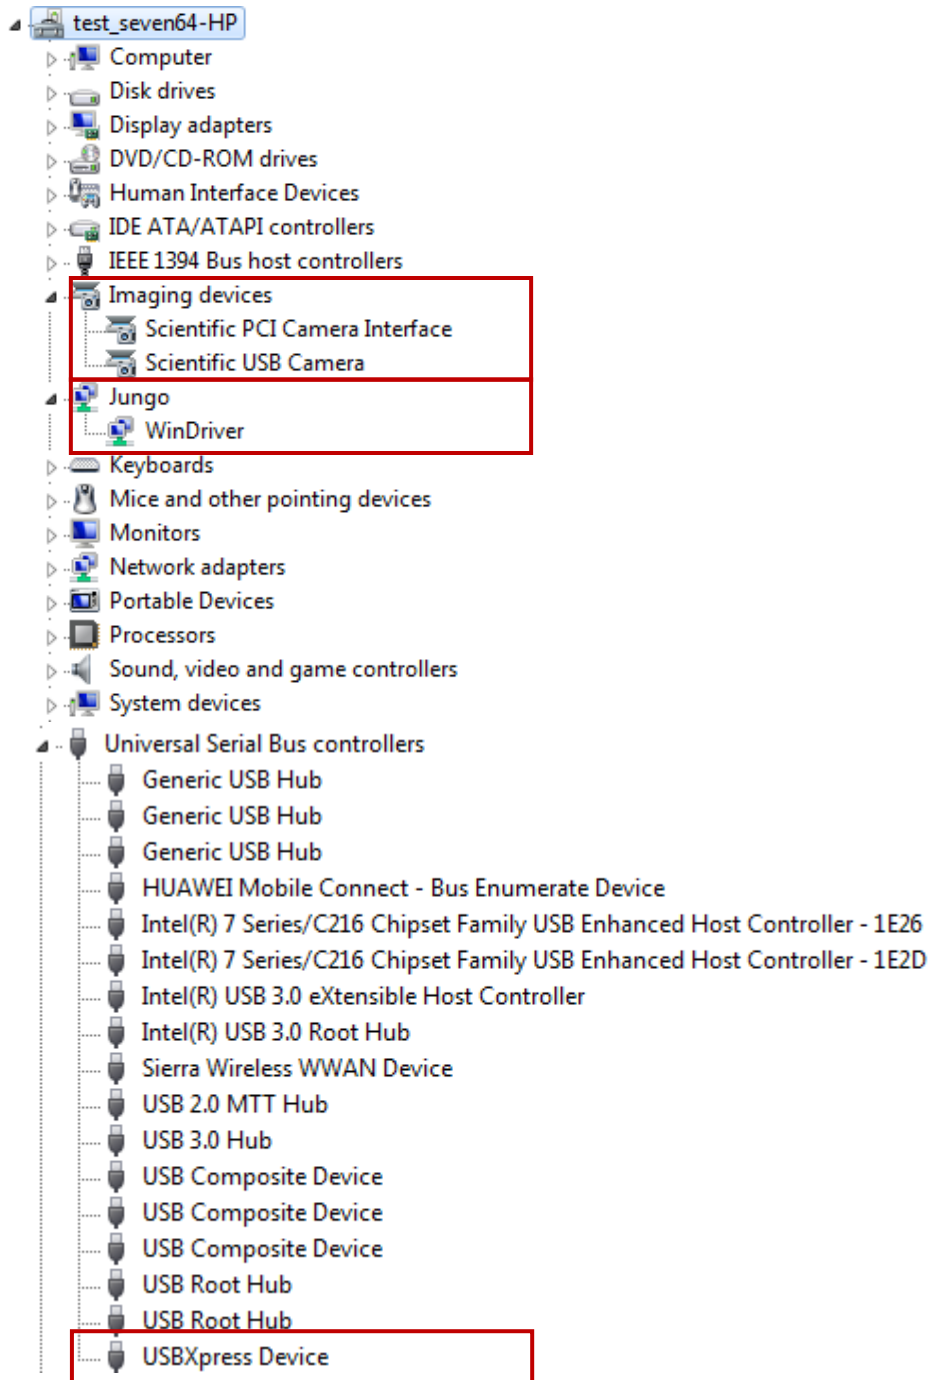 test_seven64-HP
Computer
Disk drives
Display adapters
DVD/CD-ROM drives
Human Interface Devices
IDE ATA/ATAPI controllers
IEEE 1394 Bus host controllers
Imaging devices
Scientific PCI Camera Interface
Scientific USB Camera
Jungo
WinDriver
Keyboards
Mice and other pointing devices
Monitors
Network adapters
Portable Devices
Processors
Sound, video and game controllers
System devices
Universal Serial Bus controllers
Generic USB Hub
Generic USB Hub
Generic USB Hub
HUAWEI Mobile Connect - Bus Enumerate Device
Intel(R) 7 Series/C216 Chipset Family USB Enhanced Host Controller - 1E26
Intel(R) 7 Series/C216 Chipset Family USB Enhanced Host Controller - 1E2D
Intel(R) USB 3.0 eXtensible Host Controller
Intel(R) USB 3.0 Root Hub
Sierra Wireless WWAN Device
USB 2.0 MTT Hub
USB 3.0 Hub
USB Composite Device
USB Composite Device
USB Composite Device
USB Root Hub
USB Root Hub
USBXpress Device